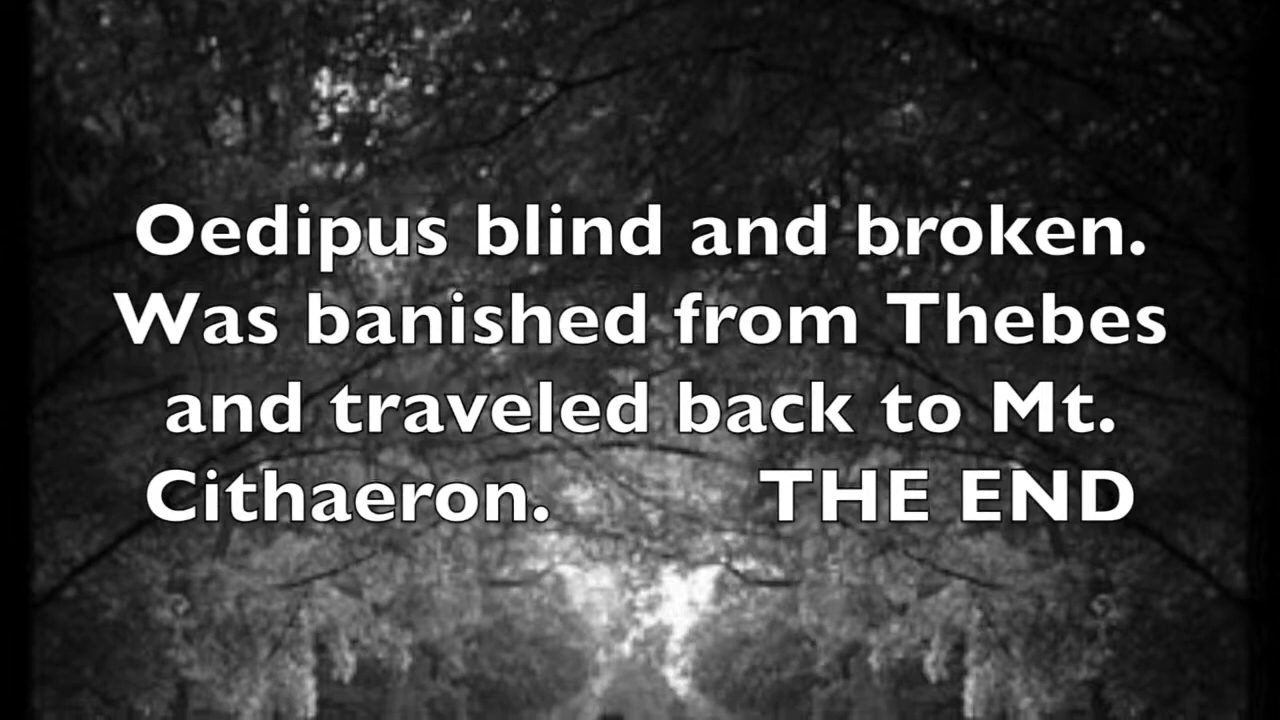 Oedipus blind and broken.
Was banished from Thebes
and traveled back to Mt.
Cithaeron. THE END